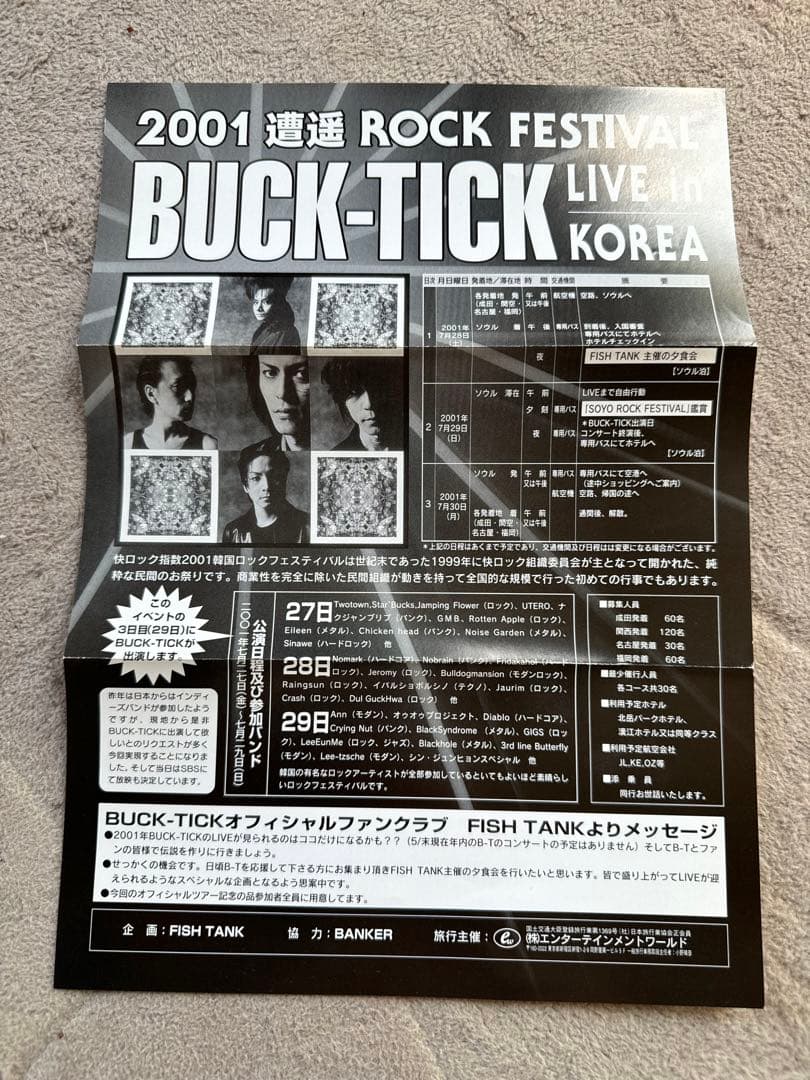 2001 遭遥 ROCK FESTIVAL
BUCK-TICK
LIVE in
KOREA
日次 月日曜日 発着地/滞在地 時間 交通機関 摘要
1
2001年
7月28日
(土)
各発着地 発
(成田・関空・
名古屋・福岡)
午前
又は午後
航空機
空路、ソウルへ
ソウル 着
午後
専用バス
到着後、入国審査
専用バスにてホテルへ
ホテルチェックイン
夜
FISH TANK 主催の夕食会
【ソウル泊】
2
2001年
7月29日
(日)
ソウル 滞在
午前
LIVEまで自由行動
夕刻
専用バス
「SOYO ROCK FESTIVAL」鑑賞
*BUCK-TICK出演日
夜
専用バス
コンサート終演後、
専用バスにてホテルへ
【ソウル泊】
3
2001年
7月30日
(月)
ソウル 発
午前
又は午後
専用バス
専用バスにて空港へ
(途中ショッピングへご案内)
航空機
空路、帰国の途へ
各発着地 着
(成田・関空・
名古屋・福岡)
午前
又は午後
通関後、解散。
*上記の日程はあくまで予定であり、交通機関及び日程はは変更になる場合がございます。
快ロック指数2001韓国ロックフェスティバルは世紀末であった1999年に快ロック組織委員会が主となって開かれた、純
粋な民間のお祭りです。商業性を完全に除いた民間組織が動きを持って全国的な規模で行った初めての行事でもあります。
この
イベントの
3日目(29日)に
BUCK-TICKが
出演します。
昨年は日本からはインディ
ーズバンドが参加したよう
ですが、現地から是非
BUCK-TICKに出演して欲
しいとのリクエストが多く
今回実現することになりまし
た。そして当日はSBSに
て放映も決定しています。
公演日程及び参加バンド
二〇〇一年七月二七日(金)~七月二九日(日)
27日 Twotown,Star Bucks,Jamping Flower(ロック)、UTERO、ナ
クジャンプリブ(パンク)、GMB、Rotten Apple(ロック)、
Eileen(メタル)、Chicken head(パンク)、Noise Garden(メタル)、
Sinawe(ハードロック) 他
28日 Nomark(ハードコア)、Nobrain(パンク)、Fridakahol(ハード
ロック)、Jeromy(ロック)、Bulldogmansion(モダンロック)、
Raingsun(ロック)、イバルショボルシノ(テクノ)、Jaurim(ロック)、
Crash(ロック)、Dul GuckHwa(ロック) 他
29日 Ann(モダン)、オゥオゥプロジェクト、Diablo(ハードコア)、
Crying Nut(パンク)、BlackSyndrome(メタル)、GIGS(ロッ
ク)、LeeEunMe(ロック、ジャズ)、Blackhole(メタル)、3rd line Butterfly
(モダン)、Lee-tzsche(モダン)、シン・ジュンヒョンスペシャル 他
韓国の有名なロックアーティストが全部参加しているといてもよいほど素晴らし
いロックフェスティバルです。
■募集人員
成田発着 60名
関西発着 120名
名古屋発着 30名
福岡発着 60名
■最少催行人員
各コース共30名
■利用予定ホテル
北岳パークホテル、
漢江ホテル又は同等クラス
■利用予定航空会社
JL,KE,OZ等
■添乗員
同行お世話いたします。
BUCK-TICKオフィシャルファンクラブ FISH TANKよりメッセージ
●2001年BUCK-TICKのLIVEが見られるのはココだけになるかも??(5/末現在年内のB-Tのコンサートの予定はありません)そしてB-Tとファ
ンの皆様で伝説を作りに行きましょう。
●せっかくの機会です。日頃B-Tを応援して下さる方にお集まり頂きFISH TANK主催の夕食会を行いたいと思います。皆で盛り上がってLIVEが迎
えられるようなスペシャルな企画となるよう思案中です。
●今回のオフィシャルツアー記念の品参加者全員に用意してます。
企画:FISH TANK 協力:BANKER 旅行主催: ew (株)エンターテインメントワールド
国土交通大臣登録旅行業第1369号(社)日本旅行業協会正会員